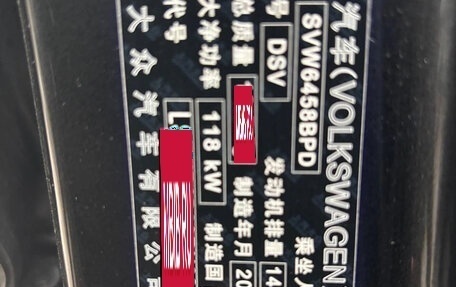 汽车(VOLKSWAGEN
SVW6458BPD 乘坐人
号 DSV 发动机排量 14
总质量 制造年月 20
大净功率 118 kW 制造国
代号 L
大众汽车有限公司